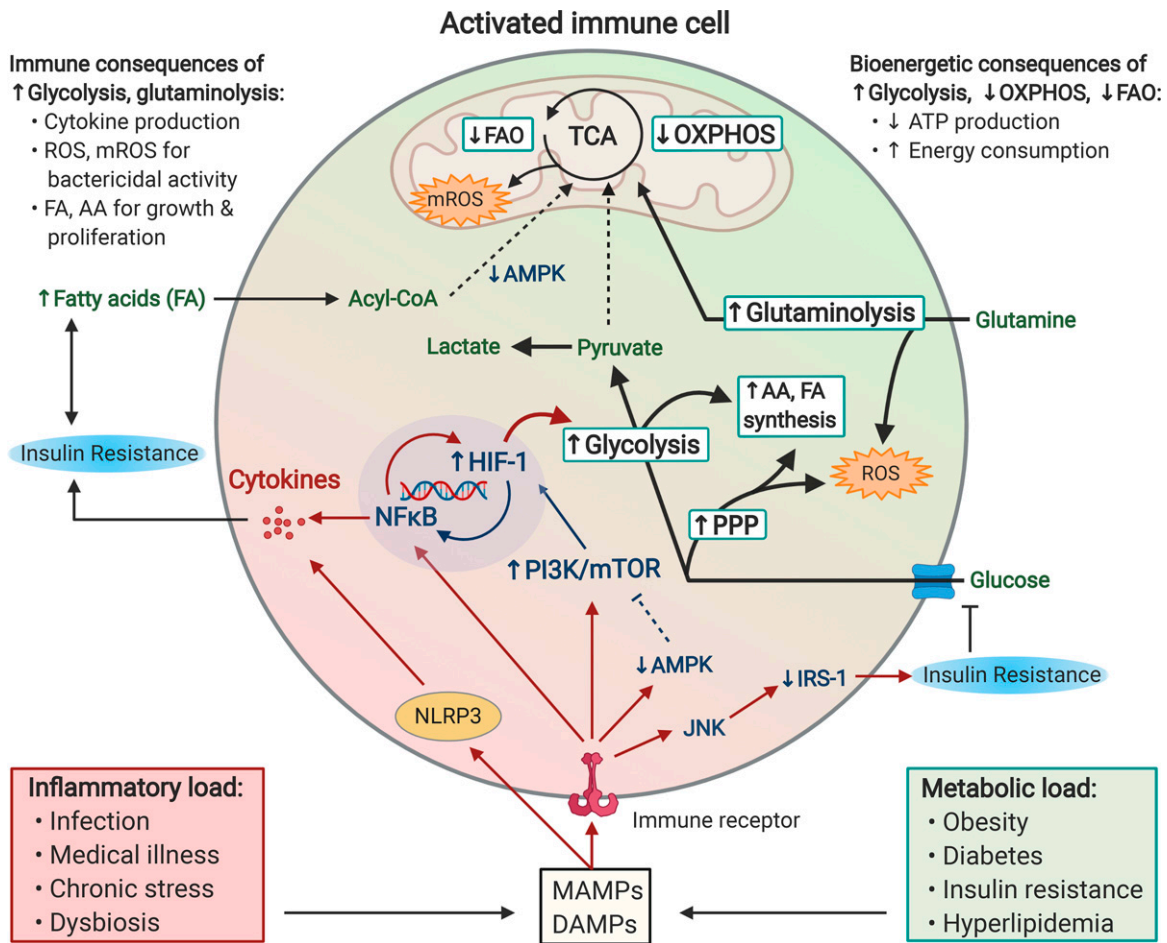 Activated immune cell
Immune consequences of
↑Glycolysis, glutaminolysis:
• Cytokine production
• ROS, mROS for
bactericidal activity
• FA, AA for growth &
proliferation
Bioenergetic consequences of
↑Glycolysis, ↓OXPHOS, ↓FAO:
• ↓ ATP production
• ↑ Energy consumption
↓FAO
TCA
↓OXPHOS
mROS
↓AMPK
↑Fatty acids (FA)
Acyl-CoA
↑Glutaminolysis
Glutamine
Lactate
Pyruvate
↑AA, FA
synthesis
Insulin Resistance
↑HIF-1
↑Glycolysis
ROS
Cytokines
NFκB
↑PPP
↑PI3K/mTOR
Glucose
↓AMPK
↓IRS-1
Insulin Resistance
NLRP3
JNK
Immune receptor
Inflammatory load:
• Infection
• Medical illness
• Chronic stress
• Dysbiosis
MAMPs
DAMPs
Metabolic load:
• Obesity
• Diabetes
• Insulin resistance
• Hyperlipidemia